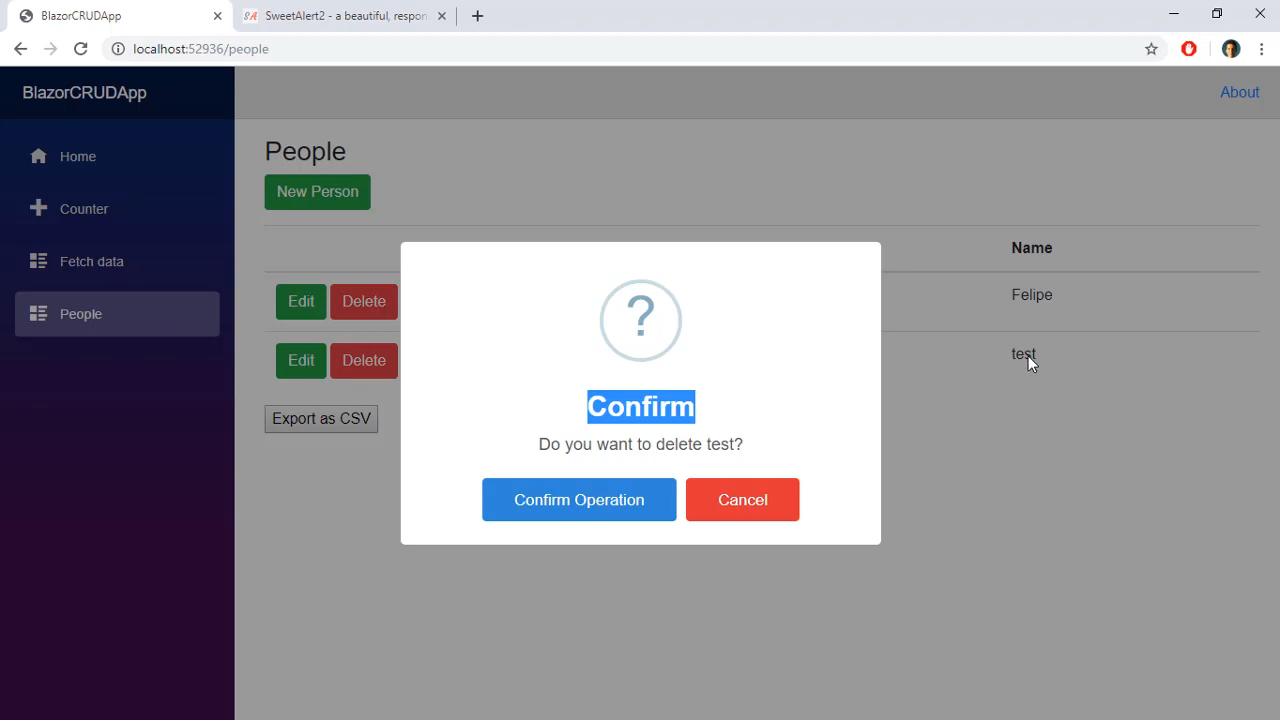 BlazorCRUDApp
SweetAlert2 - a beautiful, respon
localhost:52936/people
BlazorCRUDApp
About
Home
Counter
Fetch data
People
People
New Person
Name
Edit Delete Felipe
Edit Delete test
Export as CSV
?
Confirm
Do you want to delete test?
Confirm Operation Cancel